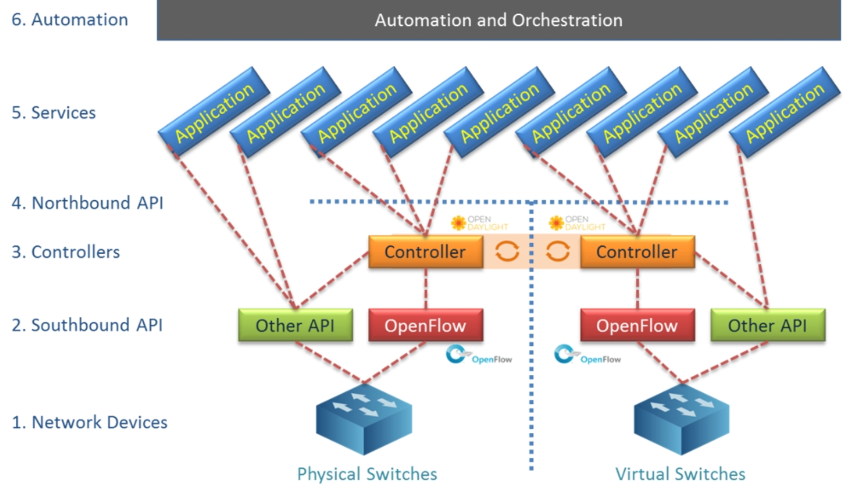 6. Automation
Automation and Orchestration
5. Services
Application
Application
Application
Application
Application
Application
Application
Application
Application
4. Northbound API
OPEN
DAYLIGHT
OPEN
DAYLIGHT
3. Controllers
Controller
Controller
2. Southbound API
Other API
OpenFlow
OpenFlow
Other API
OpenFlow
OpenFlow
1. Network Devices
Physical Switches
Virtual Switches